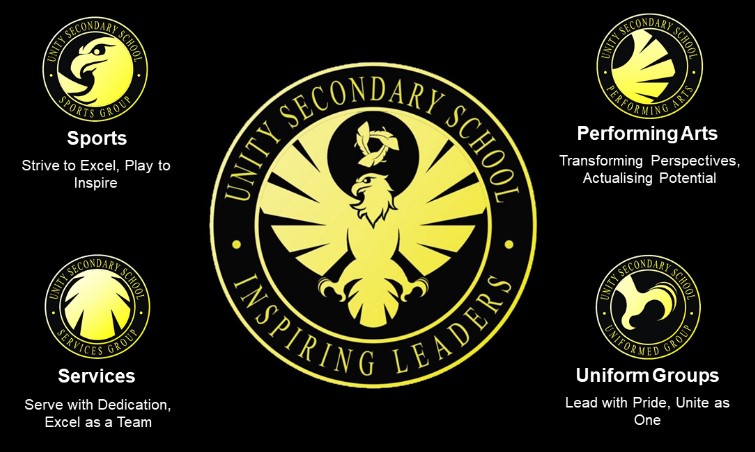 UNITY SECONDARY SCHOOL
SPORTS GROUP
Sports
Strive to Excel, Play to
Inspire
UNITY SECONDARY SCHOOL
PERFORMING ARTS
Performing Arts
Transforming Perspectives,
Actualising Potential
UNITY SECONDARY SCHOOL
INSPIRING LEADERS
UNITY SECONDARY SCHOOL
SERVICES GROUP
Services
Serve with Dedication,
Excel as a Team
UNITY SECONDARY SCHOOL
UNIFORMED GROUP
Uniform Groups
Lead with Pride, Unite as
One